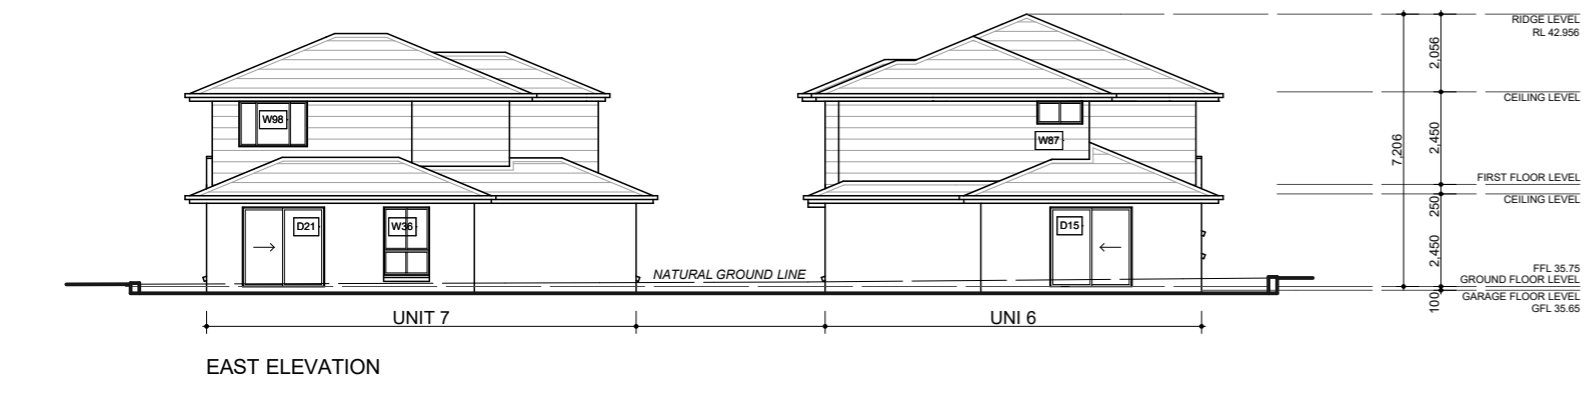 RIDGE LEVEL
RL 42.956
2,056
CEILING LEVEL
W98
W87
7,206
2,450
FIRST FLOOR LEVEL
CEILING LEVEL
250
D21
W36
D15
2,450
NATURAL GROUND LINE
FFL 35.75
GROUND FLOOR LEVEL
100
GARAGE FLOOR LEVEL
GFL 35.65
UNIT 7
UNI 6
EAST ELEVATION